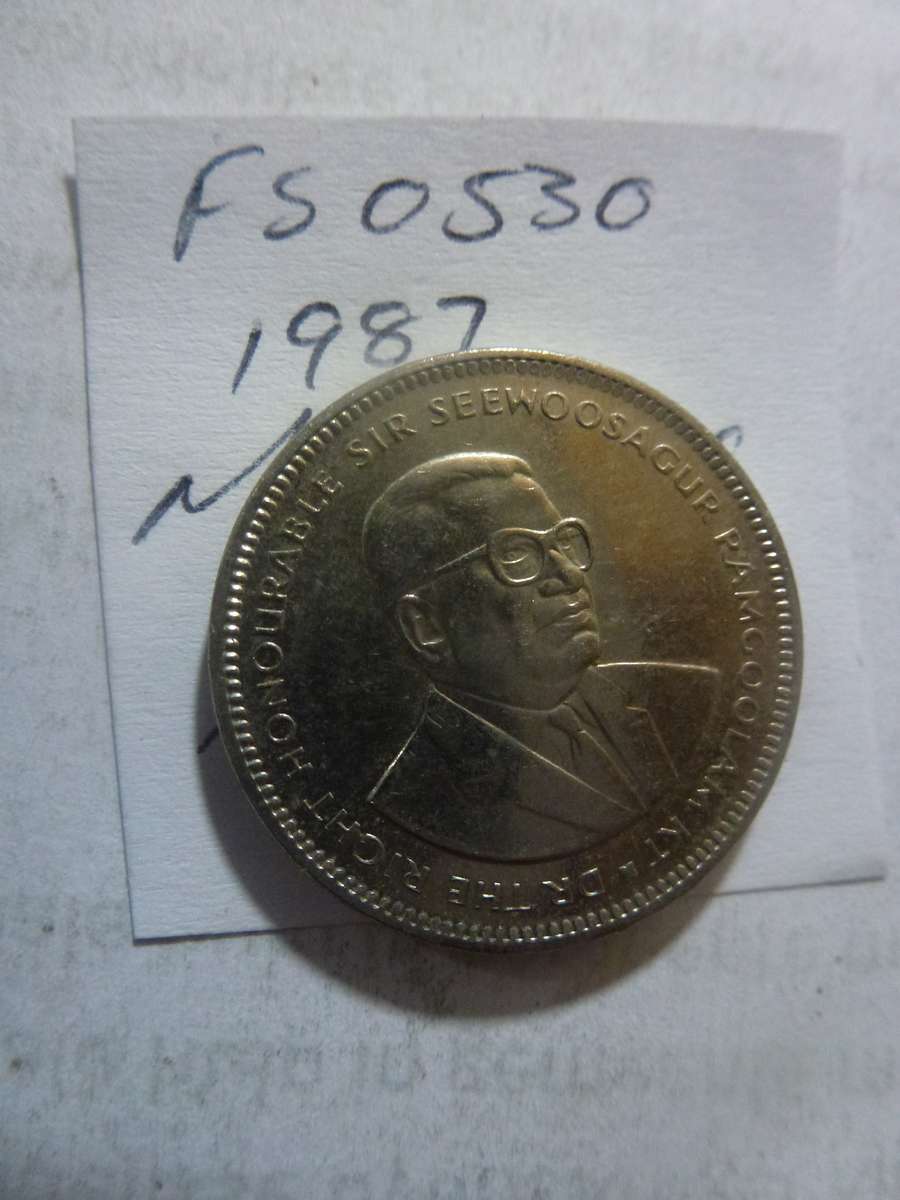 FS0530
1987
DR. THE RIGHT HONOURABLE SIR SEEWOOSAGUR RAMGOOLAM KT